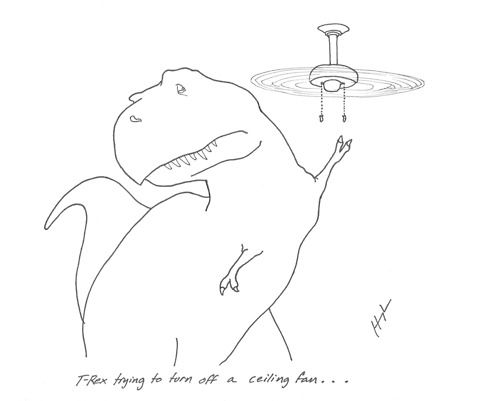 T-Rex trying to turn off a ceiling fan...